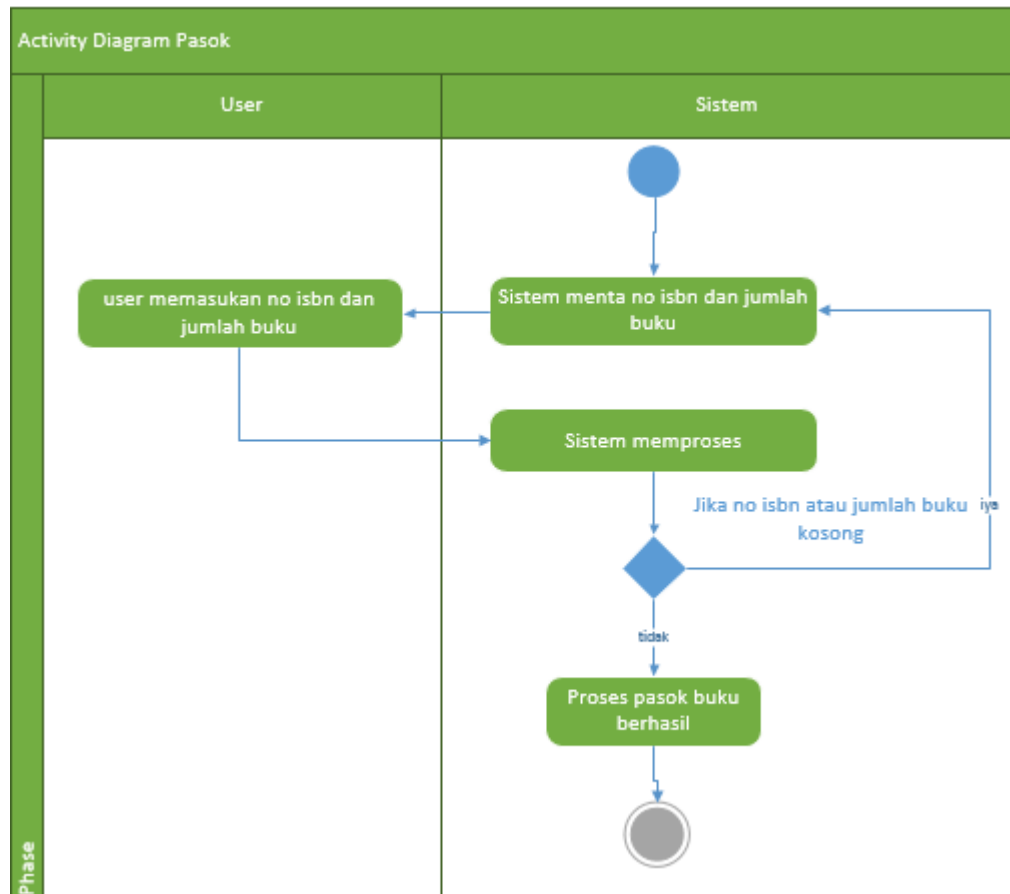 Activity Diagram Pasok
User
Sistem
user memasukan no isbn dan
jumlah buku
Sistem menta no isbn dan jumlah
buku
Sistem memproses
Jika no isbn atau jumlah buku
kosong
iya
tidak
Proses pasok buku
berhasil
Phase